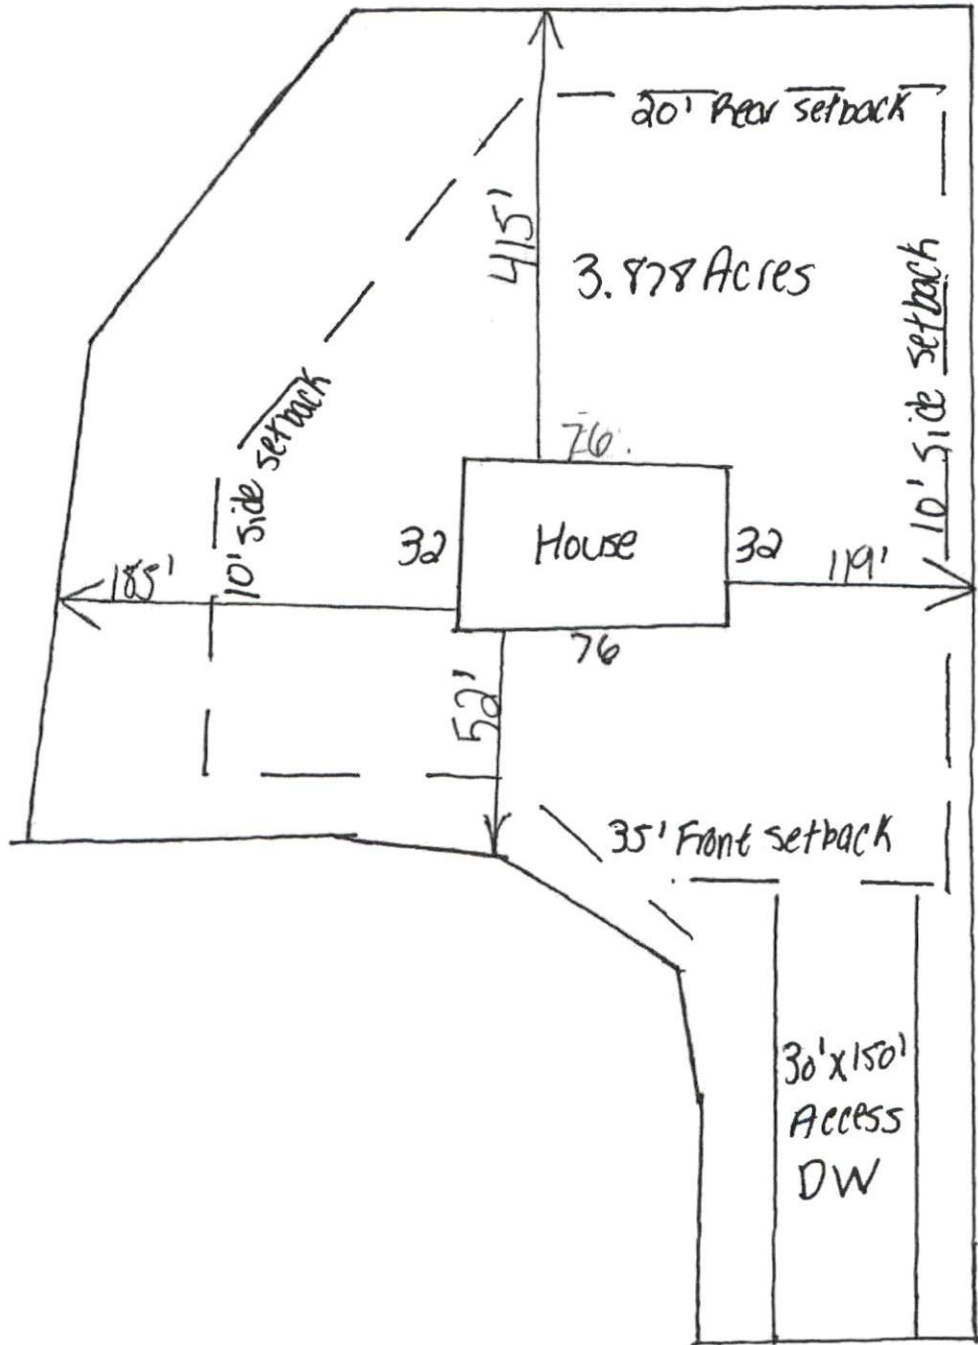 20' Rear setback
415'
3.878 Acres
10' side setback
10' side setback
76.
32
House
32
119'
185'
76
52'
35' Front setback
30'x150'
Access
DW